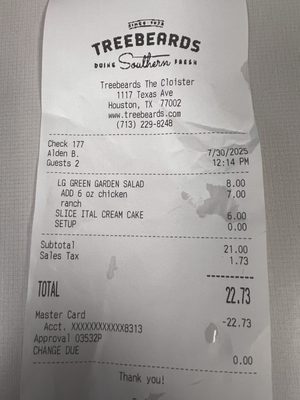 Since 1978
TREEBEARDS
DOING Southern FRESH
Treebeards The Cloister
1117 Texas Ave
Houston, TX 77002
www.treebeards.com
(713) 229-8248
Check 177
Alden B. 7/30/2025
Guests 2 12:14 PM
LG GREEN GARDEN SALAD 8.00
ADD 6 oz chicken 7.00
ranch
SLICE ITAL CREAM CAKE 6.00
SETUP 0.00
Subtotal 21.00
Sales Tax 1.73
TOTAL 22.73
Master Card -22.73
Acct. XXXXXXXXXXXX8313
Approval 03532P
CHANGE DUE 0.00
Thank you!